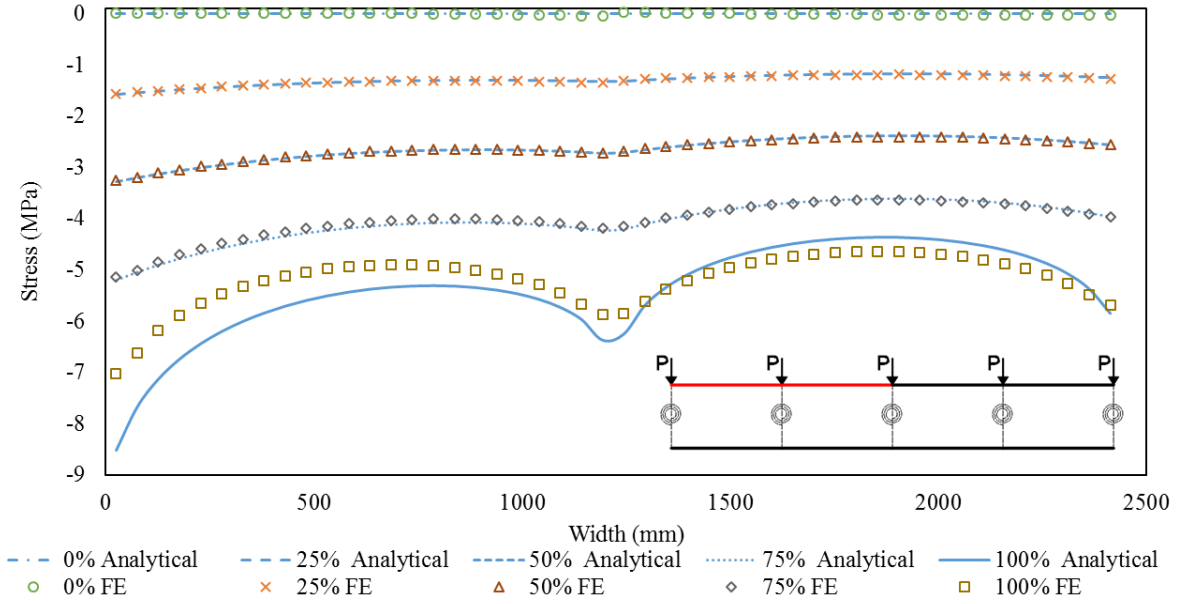 0
-1
-2
-3
-4
-5
-6
-7
-8
-9
Stress (MPa)
P P P P P
0 500 1000 1500 2000 2500
Width (mm)
0% Analytical 25% Analytical 50% Analytical 75% Analytical 100% Analytical
0% FE 25% FE 50% FE 75% FE 100% FE